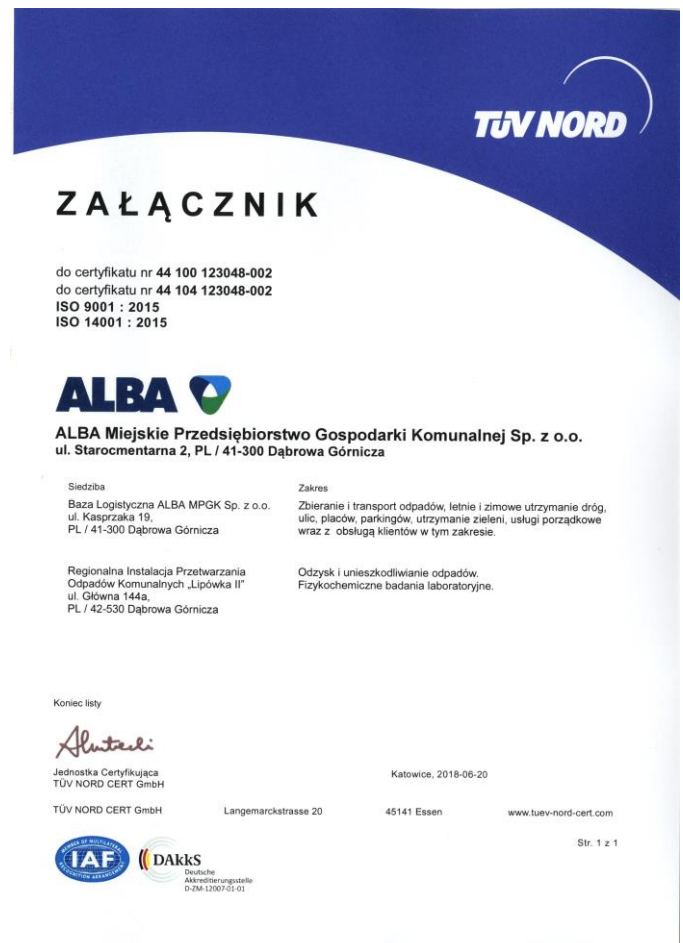 TÜV NORD
ZAŁĄCZNIK
do certyfikatu nr 44 100 123048-002
do certyfikatu nr 44 104 123048-002
ISO 9001 : 2015
ISO 14001 : 2015
ALBA
ALBA Miejskie Przedsiębiorstwo Gospodarki Komunalnej Sp. z o.o.
ul. Starocmentarna 2, PL / 41-300 Dąbrowa Górnicza
Siedziba
Zakres
Baza Logistyczna ALBA MPGK Sp. z o.o.
ul. Kasprzaka 19,
PL / 41-300 Dąbrowa Górnicza
Zbieranie i transport odpadów, letnie i zimowe utrzymanie dróg,
ulic, placów, parkingów, utrzymanie zieleni, usługi porządkowe
wraz z obsługą klientów w tym zakresie.
Regionalna Instalacja Przetwarzania
Odpadów Komunalnych „Lipówka II”
ul. Główna 144a,
PL / 42-530 Dąbrowa Górnicza
Odzysk i unieszkodliwianie odpadów.
Fizykochemiczne badania laboratoryjne.
Koniec listy
Jednostka Certyfikująca
TÜV NORD CERT GmbH
Katowice, 2018-06-20
TÜV NORD CERT GmbH Langemarckstrasse 20 45141 Essen www.tuev-nord-cert.com
Str. 1 z 1
MEMBER OF MULTILATERAL
IAF
RECOGNITION ARRANGEMENT
DAkkS
Deutsche
Akkreditierungsstelle
D-ZM-12007-01-01